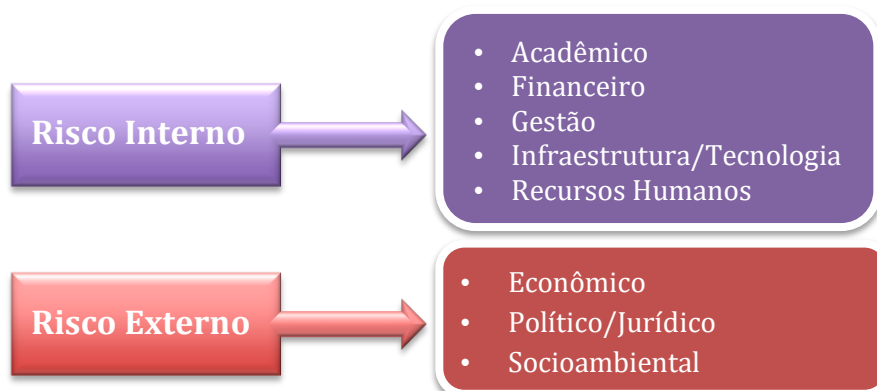 Risco Interno
• Acadêmico
• Financeiro
• Gestão
• Infraestrutura/Tecnologia
• Recursos Humanos
Risco Externo
• Econômico
• Político/Jurídico
• Socioambiental